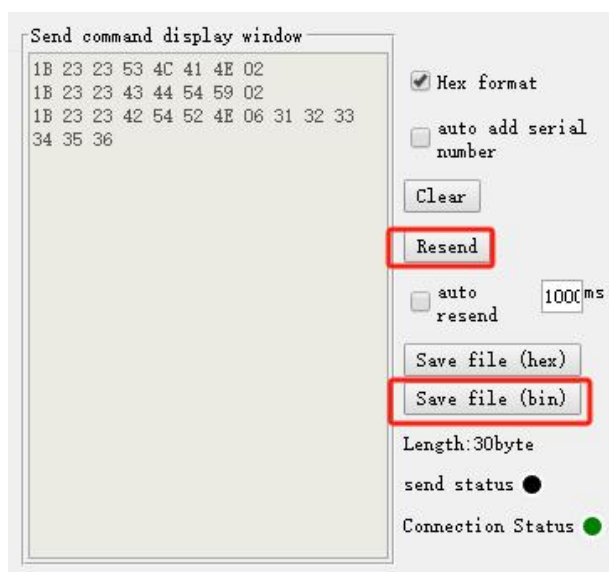 Send command display window
1B 23 23 53 4C 41 4E 02
1B 23 23 43 44 54 59 02
1B 23 23 42 54 52 4E 06 31 32 33
34 35 36
Hex format
auto add serial
number
Clear
Resend
auto
resend
1000
ms
Save file (hex)
Save file (bin)
Length:30byte
send status
Connection Status